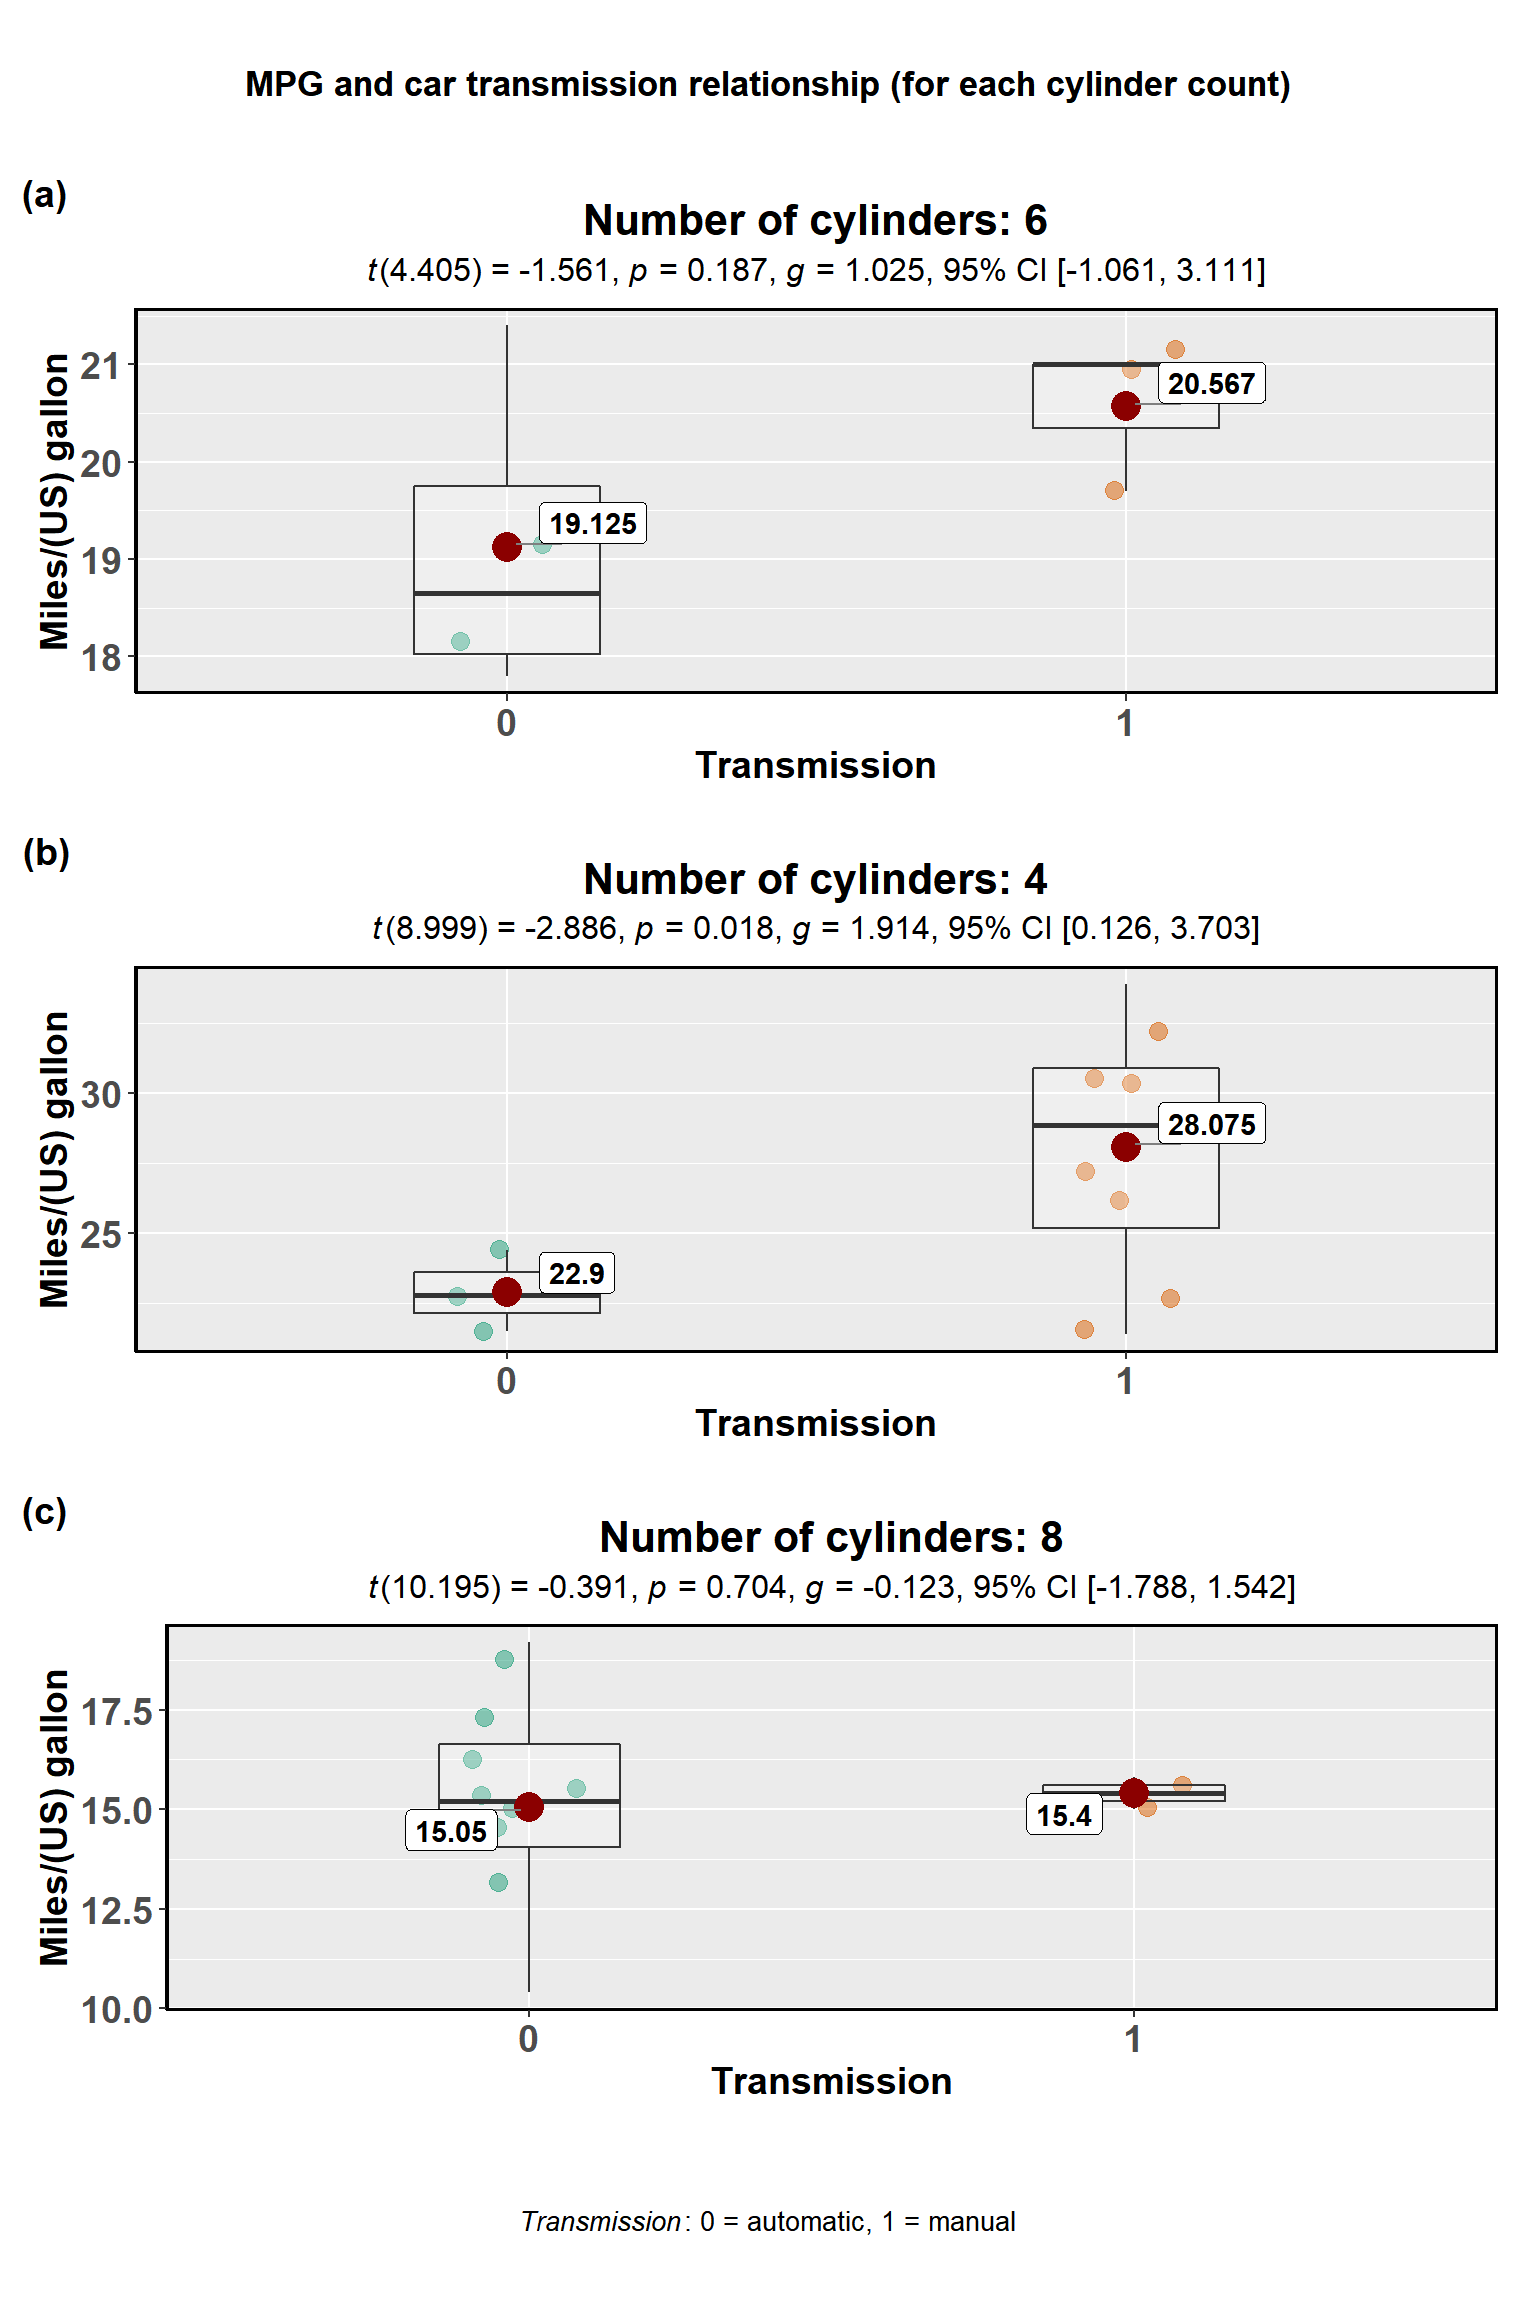 MPG and car transmission relationship (for each cylinder count)
(a)
Number of cylinders: 6
t(4.405) = -1.561, p = 0.187, g = 1.025, 95% CI [-1.061, 3.111]
Miles/(US) gallon
21
20
19
18
20.567
19.125
0
1
Transmission
(b)
Number of cylinders: 4
t(8.999) = -2.886, p = 0.018, g = 1.914, 95% CI [0.126, 3.703]
Miles/(US) gallon
30
25
28.075
22.9
0
1
Transmission
(c)
Number of cylinders: 8
t(10.195) = -0.391, p = 0.704, g = -0.123, 95% CI [-1.788, 1.542]
Miles/(US) gallon
17.5
15.0
12.5
10.0
15.05
15.4
0
1
Transmission
Transmission: 0 = automatic, 1 = manual